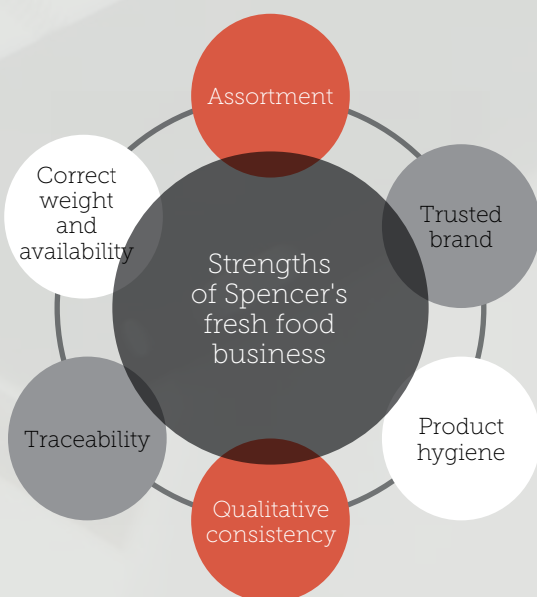 Assortment
Trusted
brand
Product
hygiene
Qualitative
consistency
Traceability
Correct
weight
and
availability
Strengths
of Spencer's
fresh food
business